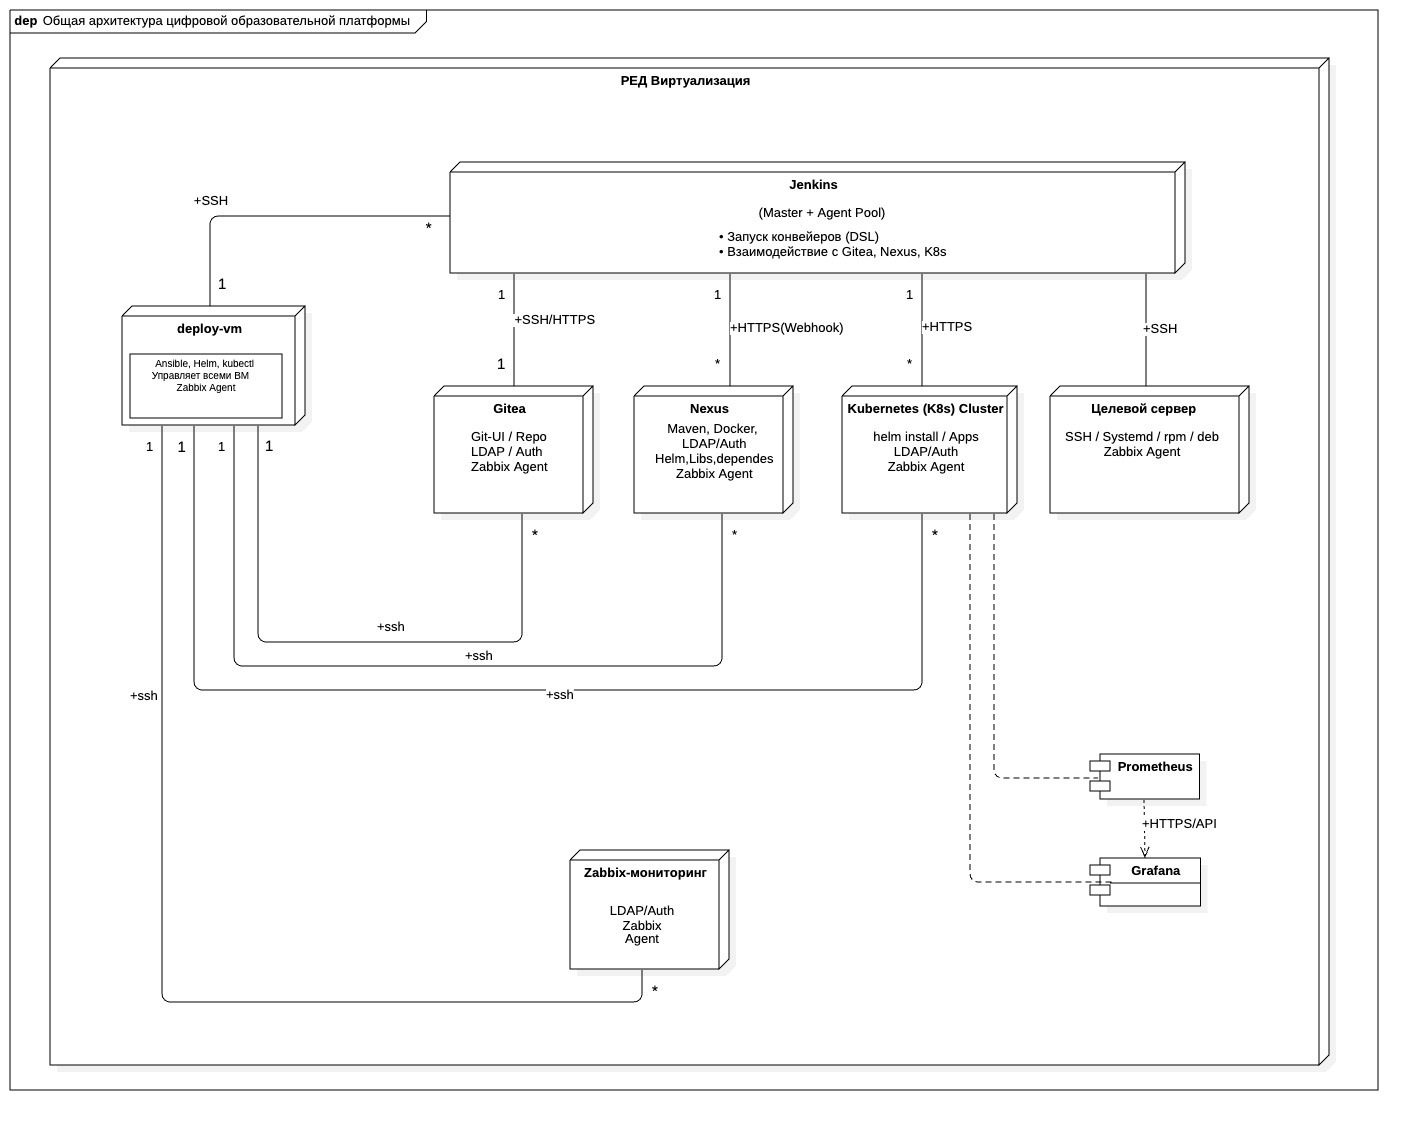 dep Общая архитектура цифровой образовательной платформы
РЕД Виртуализация
Jenkins
(Master + Agent Pool)
• Запуск конвейеров (DSL)
• Взаимодействие с Gitea, Nexus, K8s
+SSH
*
1
1
1
1
+SSH/HTTPS
+HTTPS(Webhook)
+HTTPS
+SSH
1
*
*
deploy-vm
Ansible, Helm, kubectl
Управляет всеми ВМ
Zabbix Agent
Gitea
Git-UI / Repo
LDAP / Auth
Zabbix Agent
Nexus
Maven, Docker,
LDAP/Auth
Helm,Libs,dependes
Zabbix Agent
Kubernetes (K8s) Cluster
helm install / Apps
LDAP/Auth
Zabbix Agent
Целевой сервер
SSH / Systemd / rpm / deb
Zabbix Agent
1
1
1
1
*
*
*
+ssh
+ssh
+ssh
+ssh
Prometheus
+HTTPS/API
Grafana
Zabbix-мониторинг
LDAP/Auth
Zabbix
Agent
*